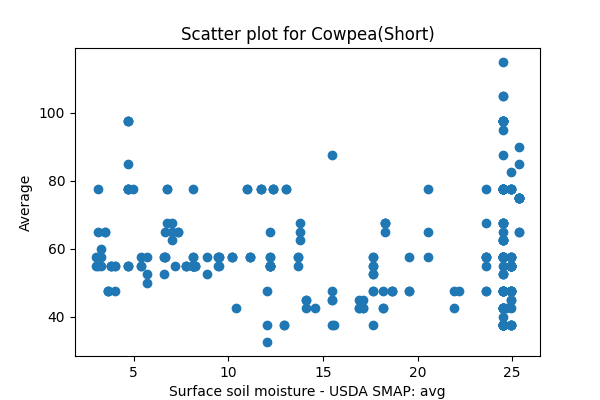 Scatter plot for Cowpea(Short)
100
80
60
40
Average
5 10 15 20 25
Surface soil moisture - USDA SMAP: avg